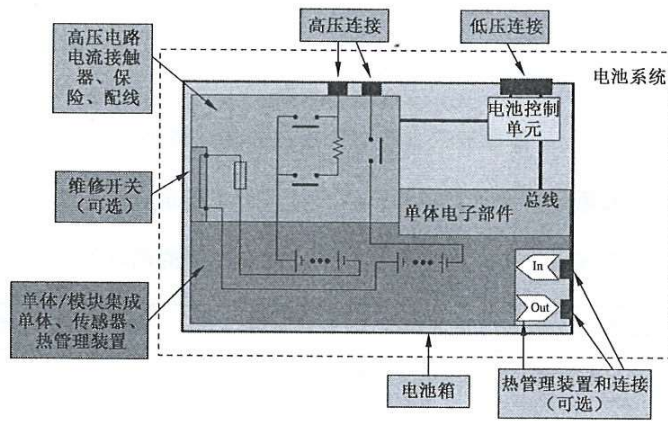 高压电路
电流接触
器、保
险、配线
高压连接
低压连接
电池系统
电池控制
单元
维修开关
（可选）
单体电子部件
总线
In
Out
单体/模块集成
单体、传感器、
热管理装置
电池箱
热管理装置和连接
（可选）